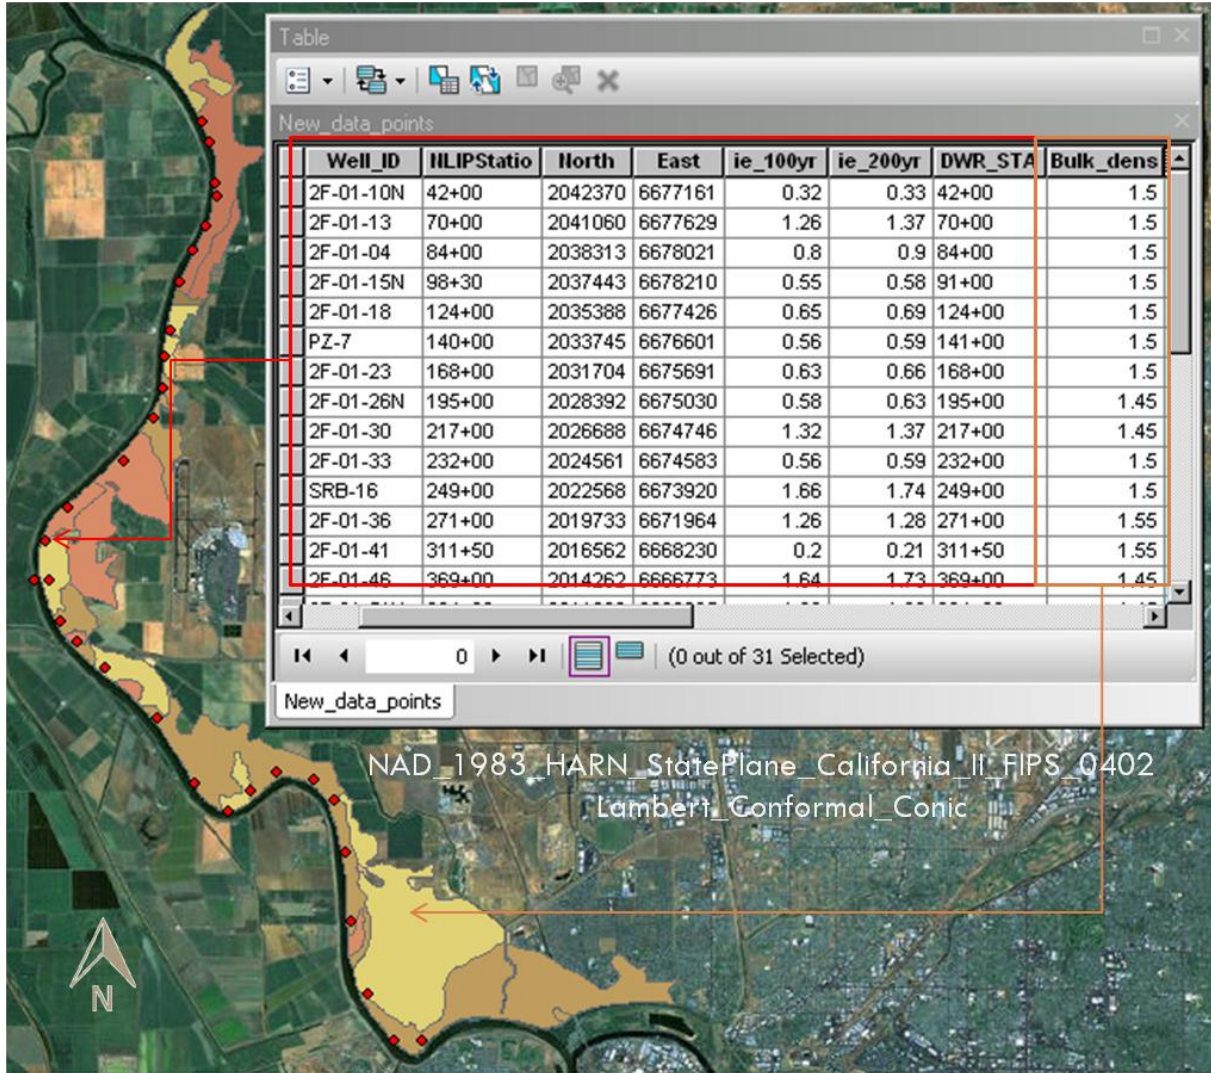 Table
New_data_points
Well_ID NLIPStatio North East ie_100yr ie_200yr DWR_STA Bulk_dens
2F-01-10N 42+00 2042370 6677161 0.32 0.33 42+00 1.5
2F-01-13 70+00 2041060 6677629 1.26 1.37 70+00 1.5
2F-01-04 84+00 2038313 6678021 0.8 0.9 84+00 1.5
2F-01-15N 98+30 2037443 6678210 0.55 0.58 91+00 1.5
2F-01-18 124+00 2035388 6677426 0.65 0.69 124+00 1.5
PZ-7 140+00 2033745 6676601 0.56 0.59 141+00 1.5
2F-01-23 168+00 2031704 6675691 0.63 0.66 168+00 1.5
2F-01-26N 195+00 2028392 6675030 0.58 0.63 195+00 1.45
2F-01-30 217+00 2026688 6674746 1.32 1.37 217+00 1.45
2F-01-33 232+00 2024561 6674583 0.56 0.59 232+00 1.5
SRB-16 249+00 2022568 6673920 1.66 1.74 249+00 1.5
2F-01-36 271+00 2019733 6671964 1.26 1.28 271+00 1.55
2F-01-41 311+50 2016562 6668230 0.2 0.21 311+50 1.55
2F-01-46 369+00 2014262 6666773 1.64 1.73 369+00 1.45
0 (0 out of 31 Selected)
New_data_points
NAD_1983_HARN_StatePlane_California_II_FIPS_0402
Lambert_Conformal_Conic
N